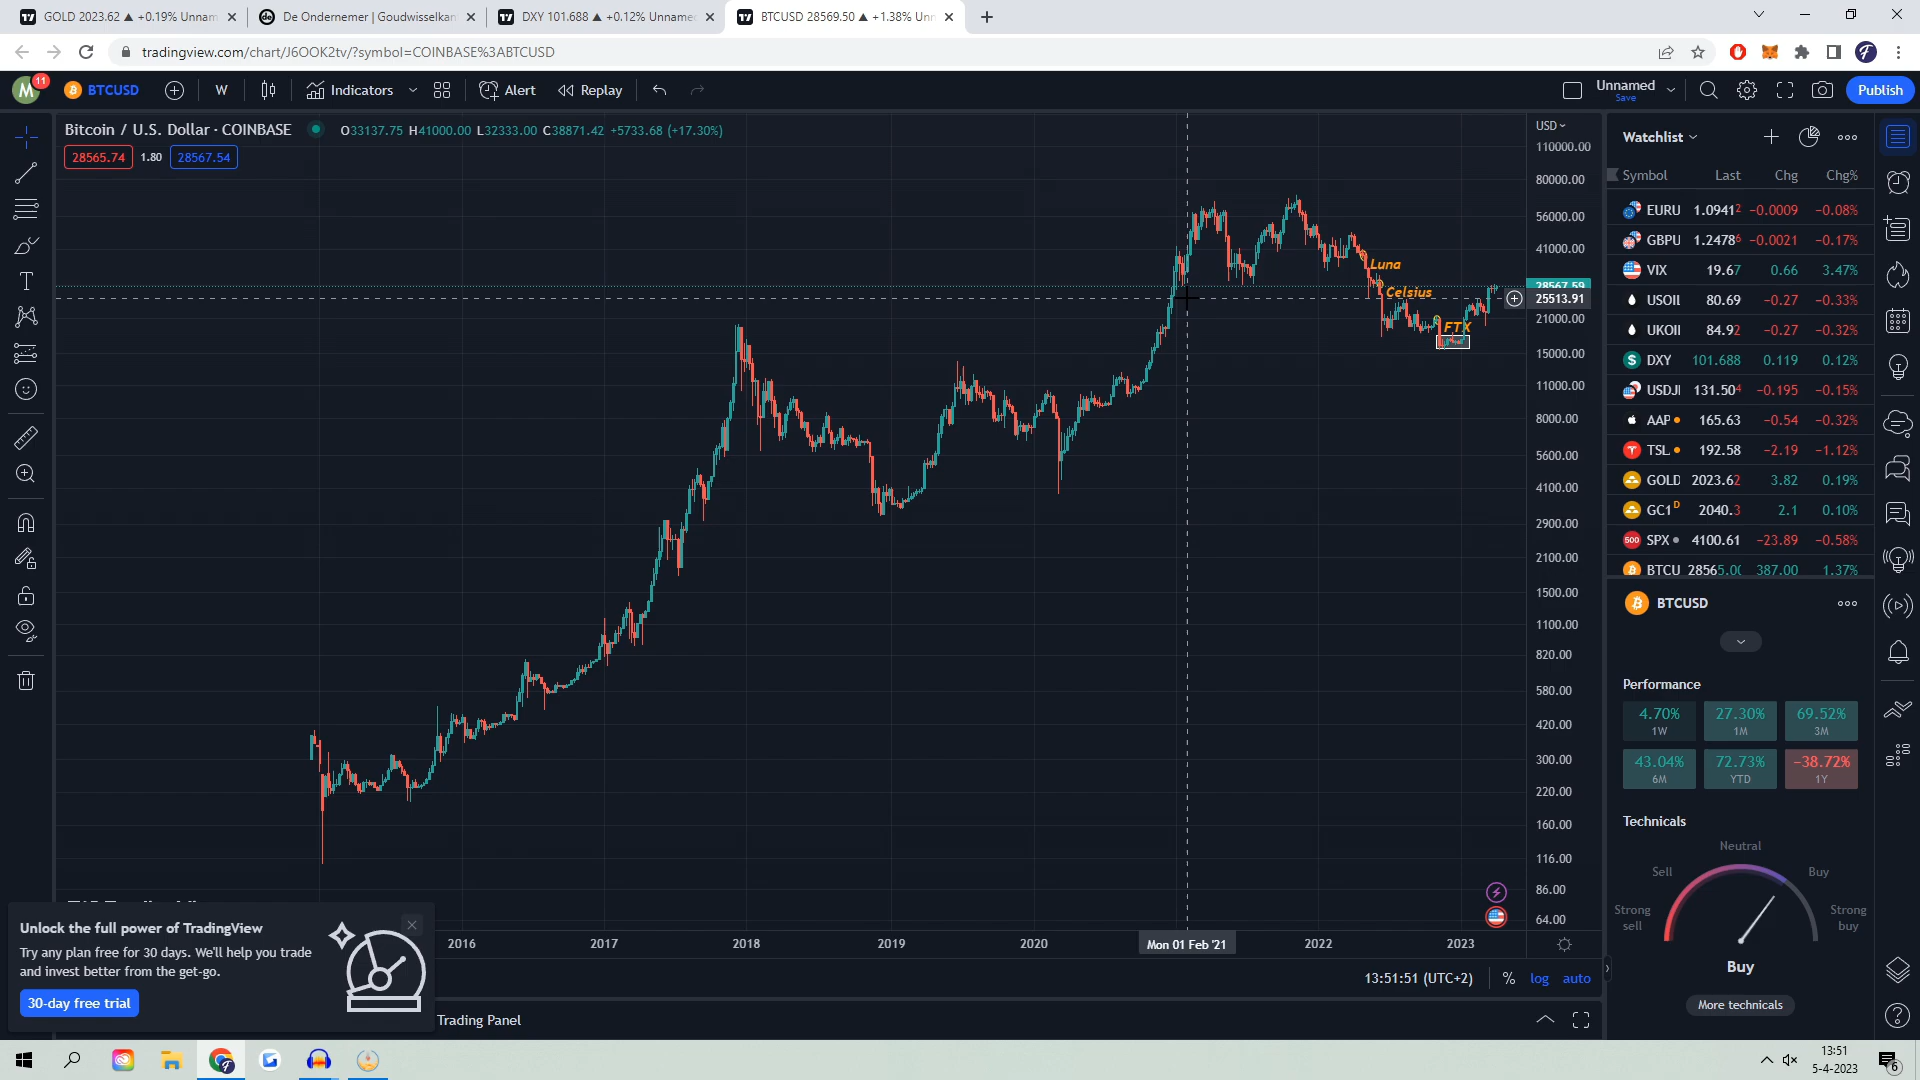 GOLD 2023.62 ▲ +0.19% Unnam
De Ondernemer | Goudwisselkan
DXY 101.688 ▲ +0.12% Unname
BTCUSD 28569.50 ▲ +1.38% Unn
tradingview.com/chart/J6OOK2tv/?symbol=COINBASE%3ABTCUSD
M 11 BTCUSD W Indicators Alert Replay Unnamed Save Publish
Bitcoin / U.S. Dollar · COINBASE O33137.75 H41000.00 L32333.00 C38871.42 +5733.68 (+17.30%)
28565.74 1.80 28567.54
USD
110000.00
80000.00
56000.00
41000.00
28567.59
25513.91
21000.00
15000.00
11000.00
8000.00
5600.00
4100.00
2900.00
2100.00
1500.00
1100.00
820.00
580.00
420.00
300.00
220.00
160.00
116.00
86.00
64.00
Luna
Celsius
FTX
2016 2017 2018 2019 2020 Mon 01 Feb '21 2022 2023
13:51:51 (UTC+2) % log auto
Trading Panel
Unlock the full power of TradingView
Try any plan free for 30 days. We'll help you trade
and invest better from the get-go.
30-day free trial
Watchlist
Symbol Last Chg Chg%
EURU 1.09412 −0.0009 −0.08%
GBPU 1.24786 −0.0021 −0.17%
VIX 19.67 0.66 3.47%
USOIL 80.69 −0.27 −0.33%
UKOII 84.92 −0.27 −0.32%
DXY 101.688 0.119 0.12%
USDJI 131.504 −0.195 −0.15%
AAP 165.63 −0.54 −0.32%
TSL 192.58 −2.19 −1.12%
GOLD 2023.62 3.82 0.19%
GC1 D 2040.3 2.1 0.10%
500 SPX 4100.61 −23.89 −0.58%
BTCU 28565.0( 387.00 1.37%
BTCUSD
Performance
4.70% 27.30% 69.52%
1W 1M 3M
43.04% 72.73% −38.72%
6M YTD 1Y
Technicals
Neutral
Sell Buy
Strong sell
Strong buy
Buy
More technicals
13:51
5-4-2023
6